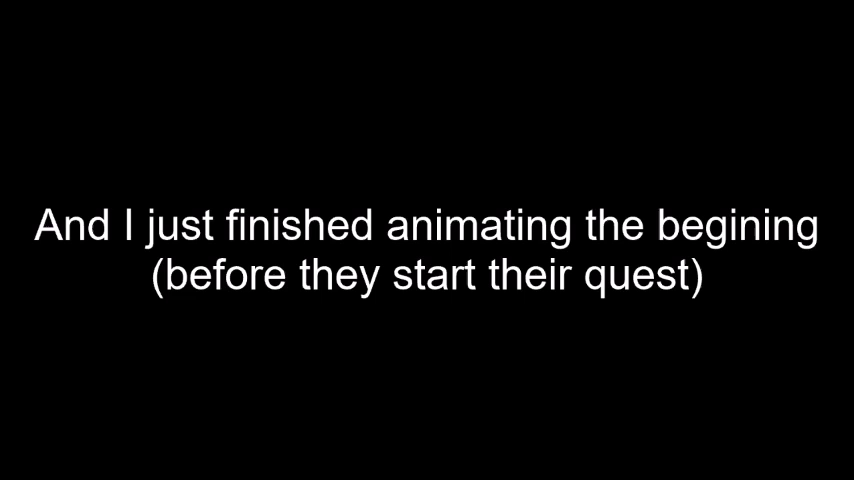 And I just finished animating the begining
(before they start their quest)